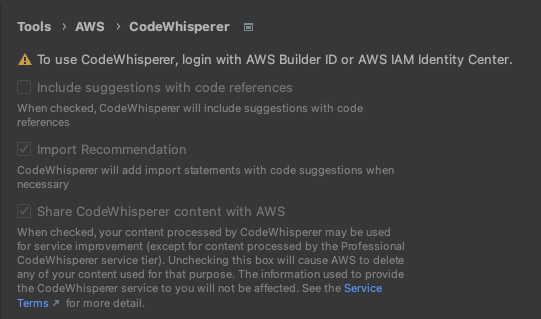 Tools > AWS > CodeWhisperer
To use CodeWhisperer, login with AWS Builder ID or AWS IAM Identity Center.
Include suggestions with code references
When checked, CodeWhisperer will include suggestions with code
references
Import Recommendation
CodeWhisperer will add import statements with code suggestions when
necessary
Share CodeWhisperer content with AWS
When checked, your content processed by CodeWhisperer may be used
for service improvement (except for content processed by the Professional
CodeWhisperer service tier). Unchecking this box will cause AWS to delete
any of your content used for that purpose. The information used to provide
the CodeWhisperer service to you will not be affected. See the Service
Terms ↗ for more detail.